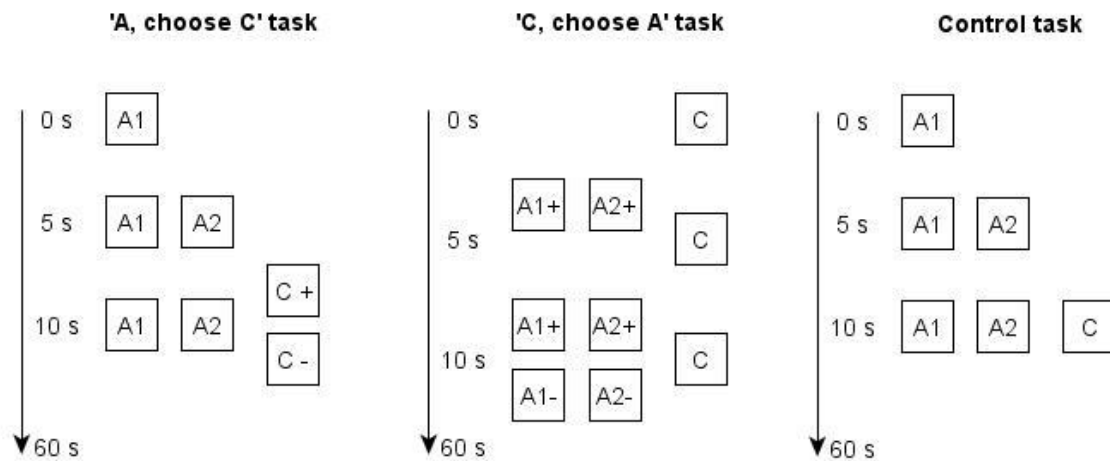 'A, choose C' task
0 s A1
5 s A1 A2
C +
10 s A1 A2
C -
60 s
'C, choose A' task
0 s C
A1+ A2+
5 s C
A1+ A2+
10 s C
A1- A2-
60 s
Control task
0 s A1
5 s A1 A2
10 s A1 A2 C
60 s